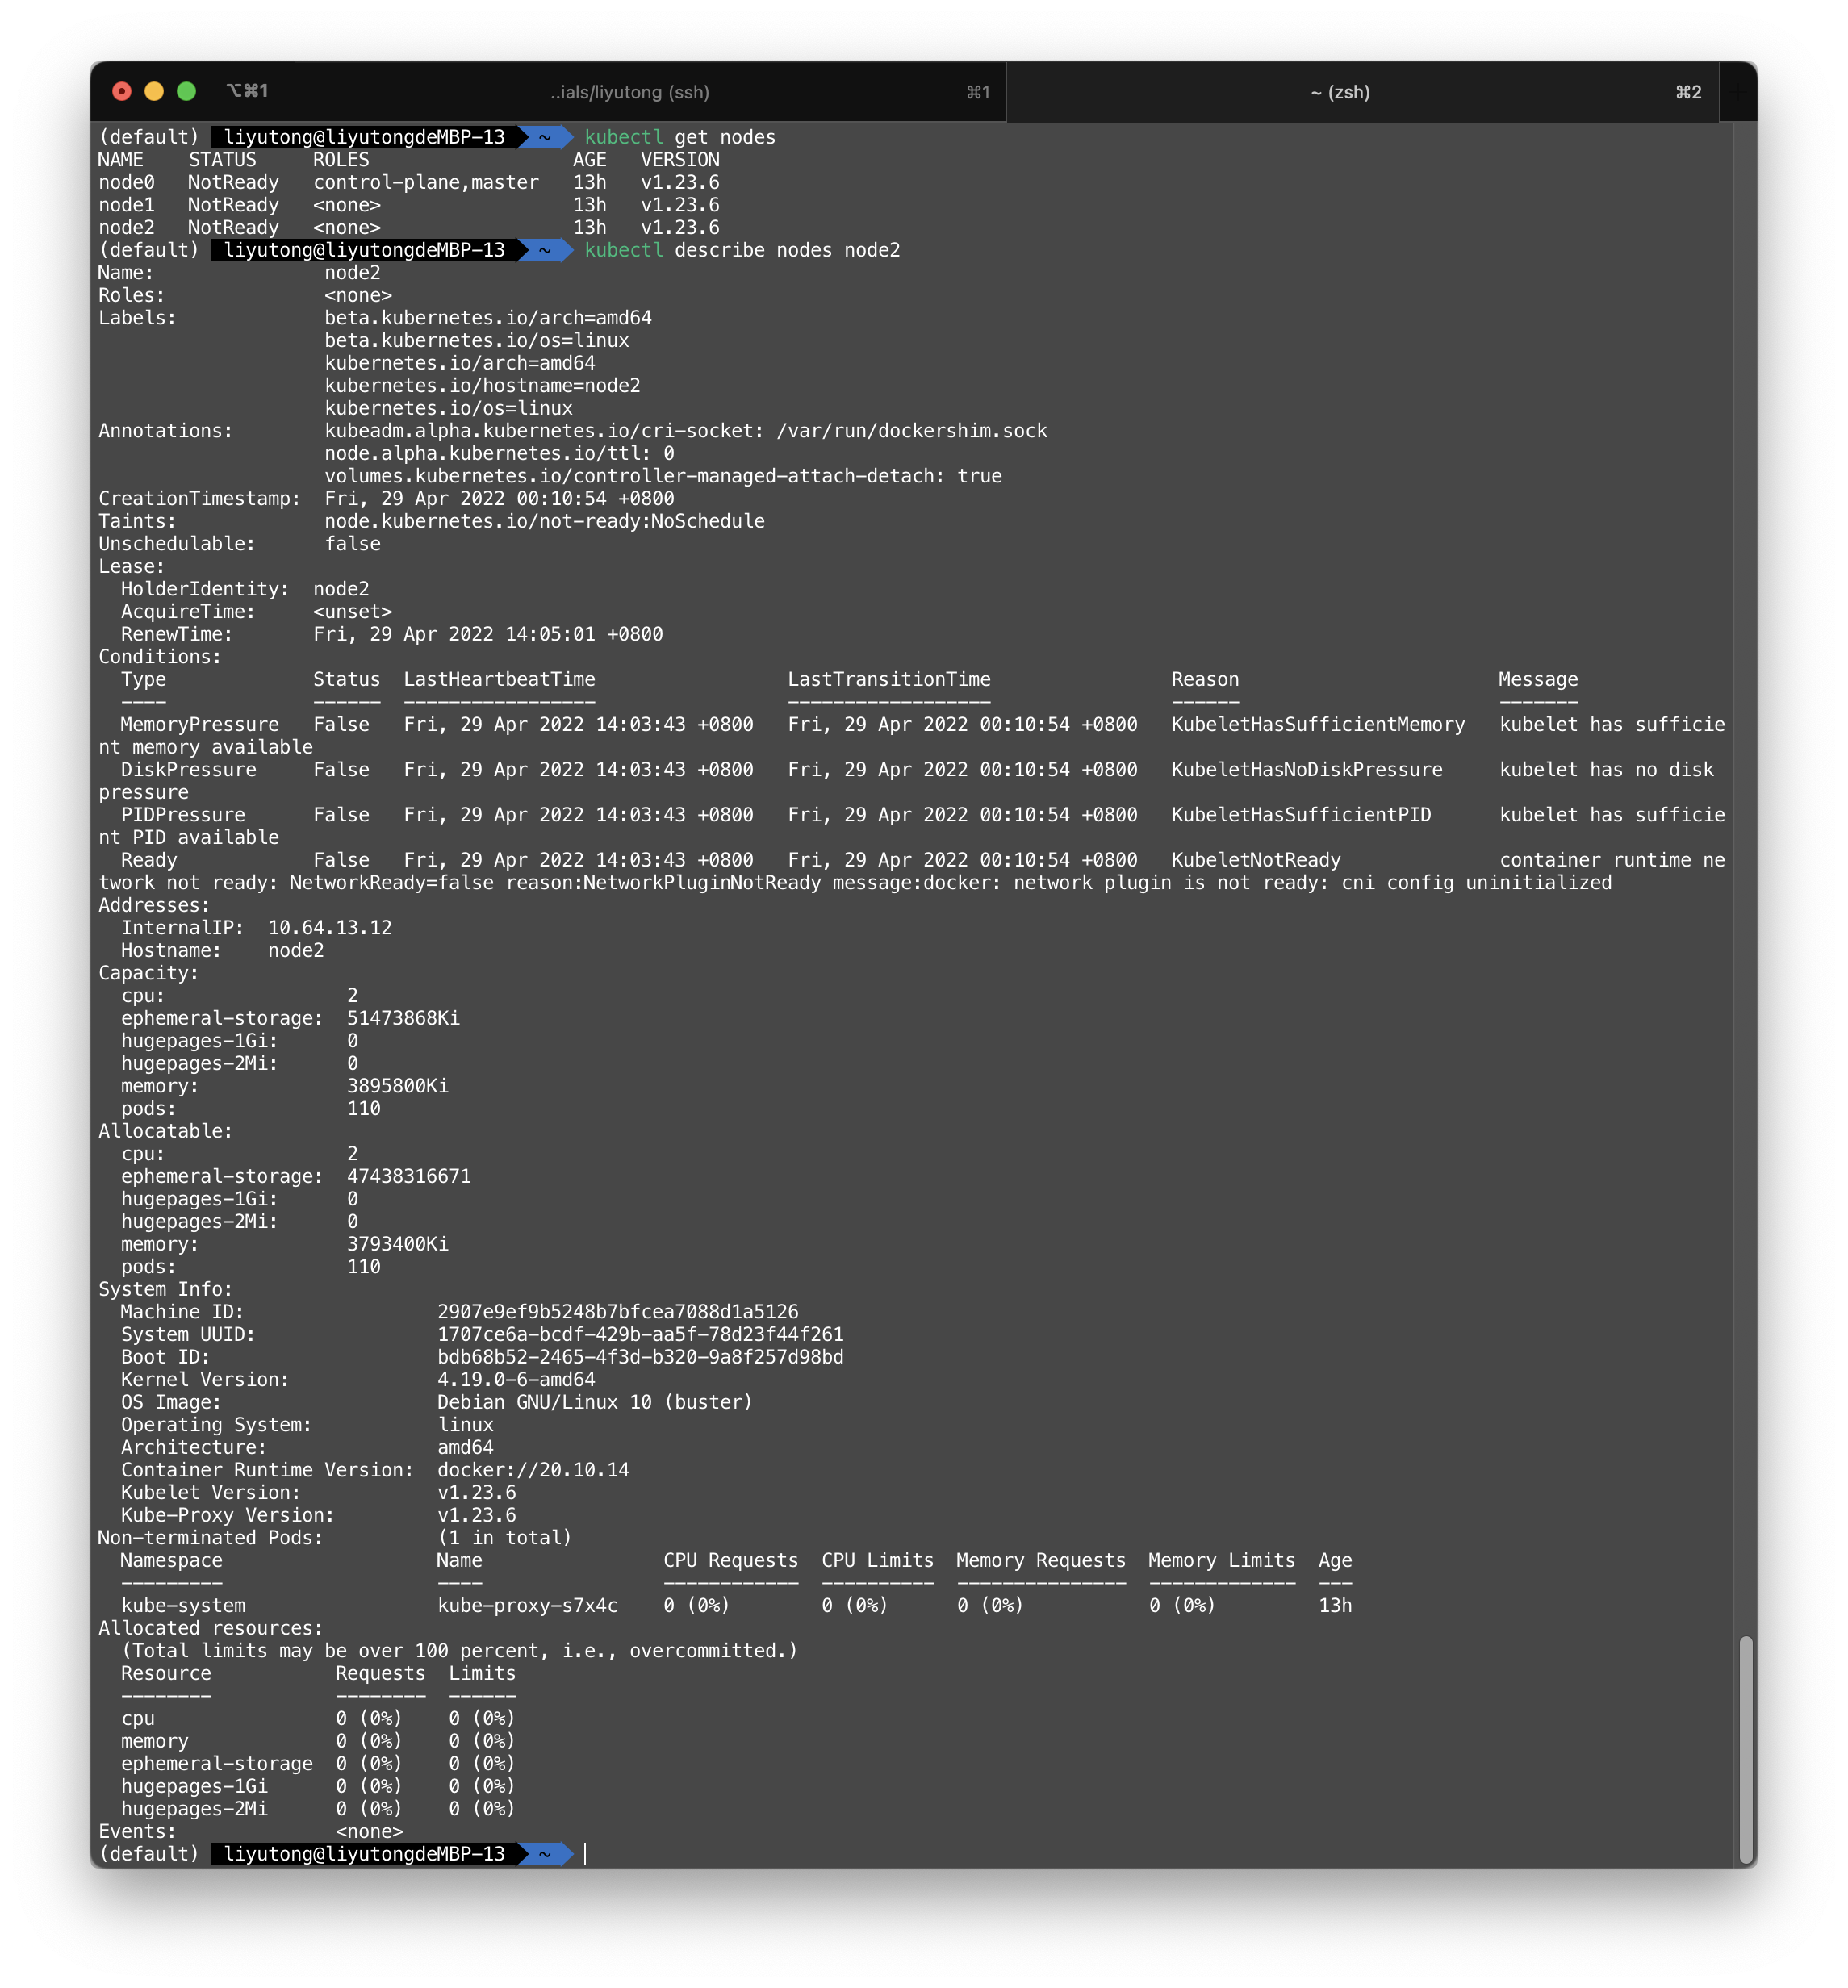 ⌥⌘1 ..ials/liyutong (ssh) ⌘1 ~ (zsh) ⌘2
(default) liyutong@liyutongdeMBP-13 ~ kubectl get nodes
NAME STATUS ROLES AGE VERSION
node0 NotReady control-plane,master 13h v1.23.6
node1 NotReady <none> 13h v1.23.6
node2 NotReady <none> 13h v1.23.6
(default) liyutong@liyutongdeMBP-13 ~ kubectl describe nodes node2
Name: node2
Roles: <none>
Labels: beta.kubernetes.io/arch=amd64
beta.kubernetes.io/os=linux
kubernetes.io/arch=amd64
kubernetes.io/hostname=node2
kubernetes.io/os=linux
Annotations: kubeadm.alpha.kubernetes.io/cri-socket: /var/run/dockershim.sock
node.alpha.kubernetes.io/ttl: 0
volumes.kubernetes.io/controller-managed-attach-detach: true
CreationTimestamp: Fri, 29 Apr 2022 00:10:54 +0800
Taints: node.kubernetes.io/not-ready:NoSchedule
Unschedulable: false
Lease:
HolderIdentity: node2
AcquireTime: <unset>
RenewTime: Fri, 29 Apr 2022 14:05:01 +0800
Conditions:
Type Status LastHeartbeatTime LastTransitionTime Reason Message
---- ------ ----------------- ------------------ ------ -------
MemoryPressure False Fri, 29 Apr 2022 14:03:43 +0800 Fri, 29 Apr 2022 00:10:54 +0800 KubeletHasSufficientMemory kubelet has sufficie
nt memory available
DiskPressure False Fri, 29 Apr 2022 14:03:43 +0800 Fri, 29 Apr 2022 00:10:54 +0800 KubeletHasNoDiskPressure kubelet has no disk
pressure
PIDPressure False Fri, 29 Apr 2022 14:03:43 +0800 Fri, 29 Apr 2022 00:10:54 +0800 KubeletHasSufficientPID kubelet has sufficie
nt PID available
Ready False Fri, 29 Apr 2022 14:03:43 +0800 Fri, 29 Apr 2022 00:10:54 +0800 KubeletNotReady container runtime ne
twork not ready: NetworkReady=false reason:NetworkPluginNotReady message:docker: network plugin is not ready: cni config uninitialized
Addresses:
InternalIP: 10.64.13.12
Hostname: node2
Capacity:
cpu: 2
ephemeral-storage: 51473868Ki
hugepages-1Gi: 0
hugepages-2Mi: 0
memory: 3895800Ki
pods: 110
Allocatable:
cpu: 2
ephemeral-storage: 47438316671
hugepages-1Gi: 0
hugepages-2Mi: 0
memory: 3793400Ki
pods: 110
System Info:
Machine ID: 2907e9ef9b5248b7bfcea7088d1a5126
System UUID: 1707ce6a-bcdf-429b-aa5f-78d23f44f261
Boot ID: bdb68b52-2465-4f3d-b320-9a8f257d98bd
Kernel Version: 4.19.0-6-amd64
OS Image: Debian GNU/Linux 10 (buster)
Operating System: linux
Architecture: amd64
Container Runtime Version: docker://20.10.14
Kubelet Version: v1.23.6
Kube-Proxy Version: v1.23.6
Non-terminated Pods: (1 in total)
Namespace Name CPU Requests CPU Limits Memory Requests Memory Limits Age
--------- ---- ------------ ---------- --------------- ------------- ---
kube-system kube-proxy-s7x4c 0 (0%) 0 (0%) 0 (0%) 0 (0%) 13h
Allocated resources:
(Total limits may be over 100 percent, i.e., overcommitted.)
Resource Requests Limits
-------- -------- ------
cpu 0 (0%) 0 (0%)
memory 0 (0%) 0 (0%)
ephemeral-storage 0 (0%) 0 (0%)
hugepages-1Gi 0 (0%) 0 (0%)
hugepages-2Mi 0 (0%) 0 (0%)
Events: <none>
(default) liyutong@liyutongdeMBP-13 ~